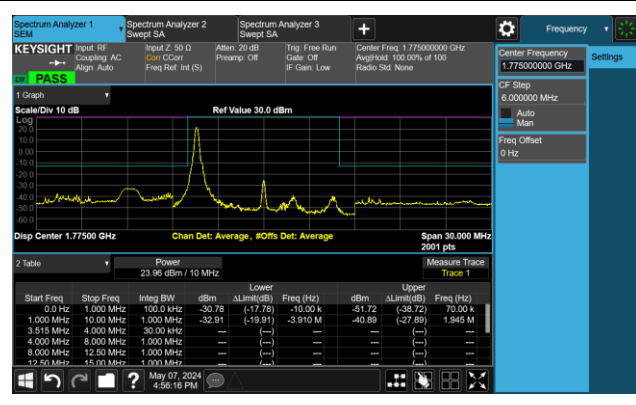 Spectrum Analyzer 1
SEM
Spectrum Analyzer 2
Swept SA
Spectrum Analyzer 3
Swept SA
Frequency
KEYSIGHT
Input: RF
Coupling: AC
Align: Auto
Input Z: 50 Ω
Corr CCorr
Freq Ref: Int (S)
Atten: 20 dB
Preamp: Off
Trig: Free Run
Gate: Off
IF Gain: Low
Center Freq: 1.775000000 GHz
Avg|Hold: 100.00% of 100
Radio Std: None
PASS
Center Frequency
1.775000000 GHz
Settings
CF Step
6.000000 MHz
Auto
Man
Freq Offset
0 Hz
1 Graph
Scale/Div 10 dB
Ref Value 30.0 dBm
Log
20.0
10.0
0.00
-10.0
-20.0
-30.0
-40.0
-50.0
-60.0
Disp Center 1.77500 GHz
Chan Det: Average, #Offs Det: Average
Span 30.000 MHz
2001 pts
2 Table
Power
23.96 dBm / 10 MHz
Measure Trace
Trace 1
Lower Upper
Start Freq Stop Freq Integ BW dBm ΔLimit(dB) Freq (Hz) dBm ΔLimit(dB) Freq (Hz)
0.0 Hz 1.000 MHz 100.0 kHz -30.78 (-17.78) -10.00 k -51.72 (-38.72) 70.00 k
1.000 MHz 10.00 MHz 1.000 MHz -32.91 (-19.91) -3.910 M -40.89 (-27.89) 1.945 M
3.515 MHz 4.000 MHz 30.00 kHz --- (---) --- --- (---) ---
4.000 MHz 8.000 MHz 1.000 MHz --- (---) --- --- (---) ---
8.000 MHz 12.50 MHz 1.000 MHz --- (---) --- --- (---) ---
12.50 MHz 15.00 MHz 1.000 MHz --- (---) --- --- (---) ---
May 07, 2024
4:56:16 PM